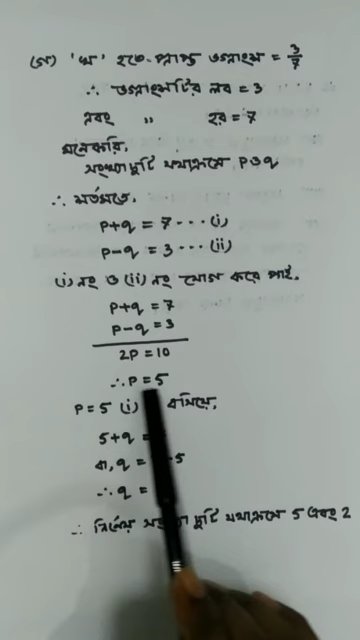 (গ) 'খ' হতে প্রাপ্ত ভগ্নাংশ = 3/7
∴ ভগ্নাংশটির লব = 3
এবং " হর = 7
মনেকরি,
সংখ্যা দুটি যথাক্রমে p ও q
∴ শর্তমতে,
p+q = 7 ... (i)
p-q = 3 ... (ii)
(i) নং ও (ii) নং যোগ করে পাই,
p+q = 7
p-q = 3
2p = 10
∴ p = 5
p = 5 (i) বসিয়ে,
5+q =
বা, q = 5
∴ q =
∴ নির্ণেয় দুটি যথাক্রমে 5 এবং 2